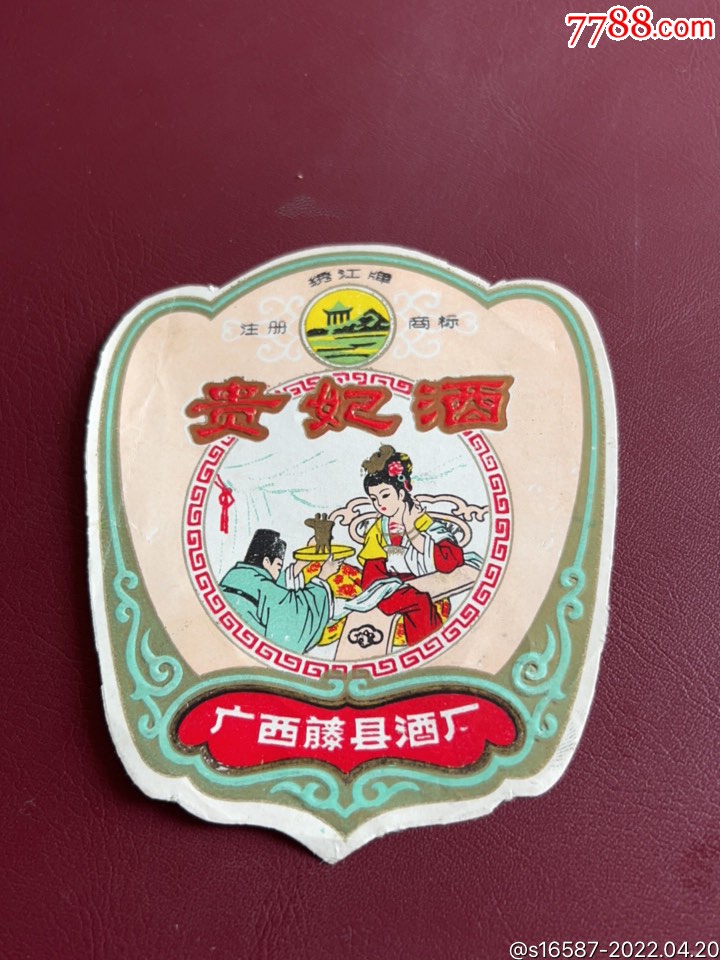 7788.com
绣江牌
注册 商标
贵妃酒
广西藤县酒厂
@s16587-2022.04.20